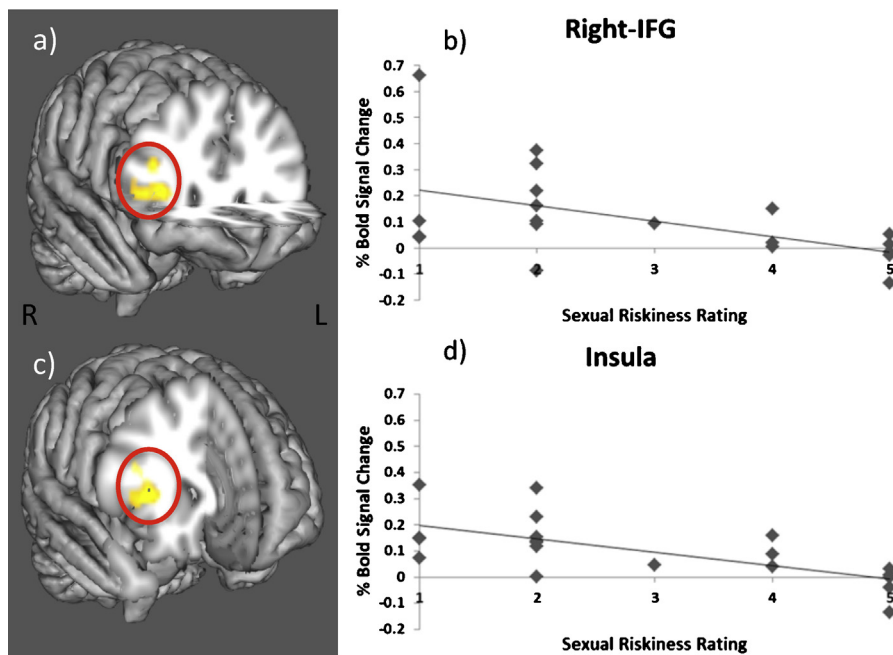 a)
R
L
c)
b)
Right-IFG
% Bold Signal Change
0.7
0.6
0.5
0.4
0.3
0.2
0.1
0
-0.1
-0.2
1
2
3
4
5
Sexual Riskiness Rating
d)
Insula
% Bold Signal Change
0.7
0.6
0.5
0.4
0.3
0.2
0.1
0
-0.1
-0.2
1
2
3
4
5
Sexual Riskiness Rating